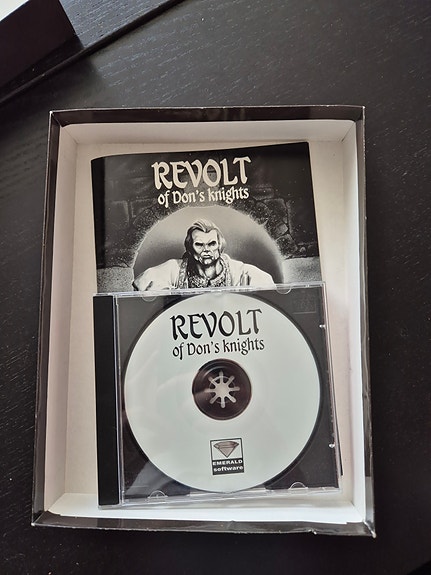 REVOLT
of Don's knights
REVOLT
of Don's knights
EMERALD
software